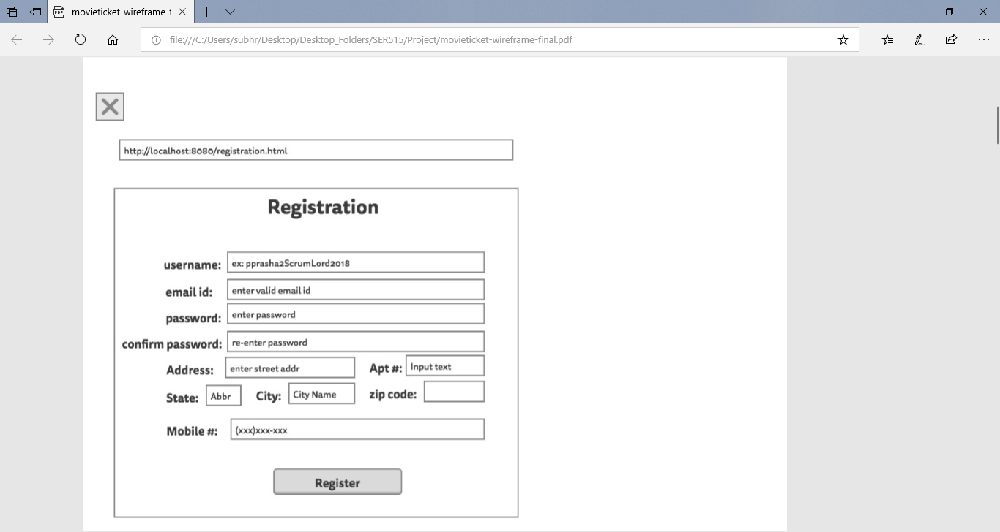 movieticket-wireframe-f
file:///C:/Users/subhr/Desktop/Desktop_Folders/SER515/Project/movieticket-wireframe-final.pdf
http://localhost:8080/registration.html
Registration
username: ex: pprasha2ScrumLord2018
email id: enter valid email id
password: enter password
confirm password: re-enter password
Address: enter street addr Apt #: Input text
State: Abbr City: City Name zip code:
Mobile #: (xxx)xxx-xxx
Register